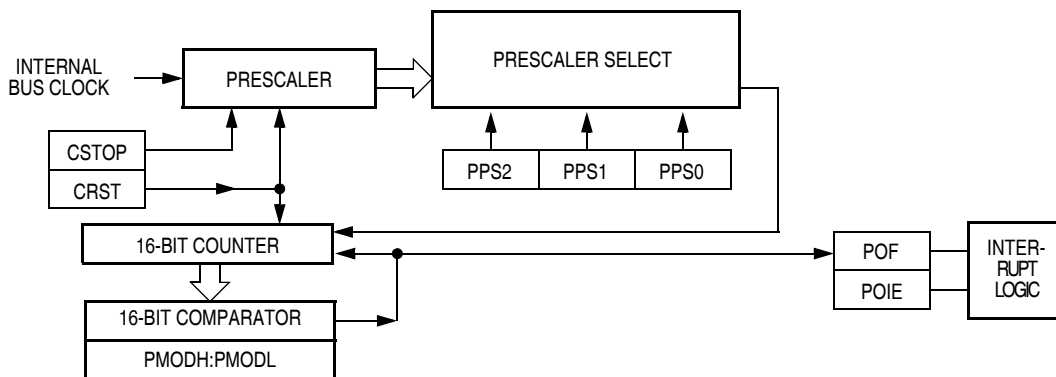 INTERNAL
BUS CLOCK
PRESCALER
PRESCALER SELECT
CSTOP
CRST
PPS2
PPS1
PPS0
16-BIT COUNTER
16-BIT COMPARATOR
PMODH:PMODL
POF
POIE
INTER-
RUPT
LOGIC